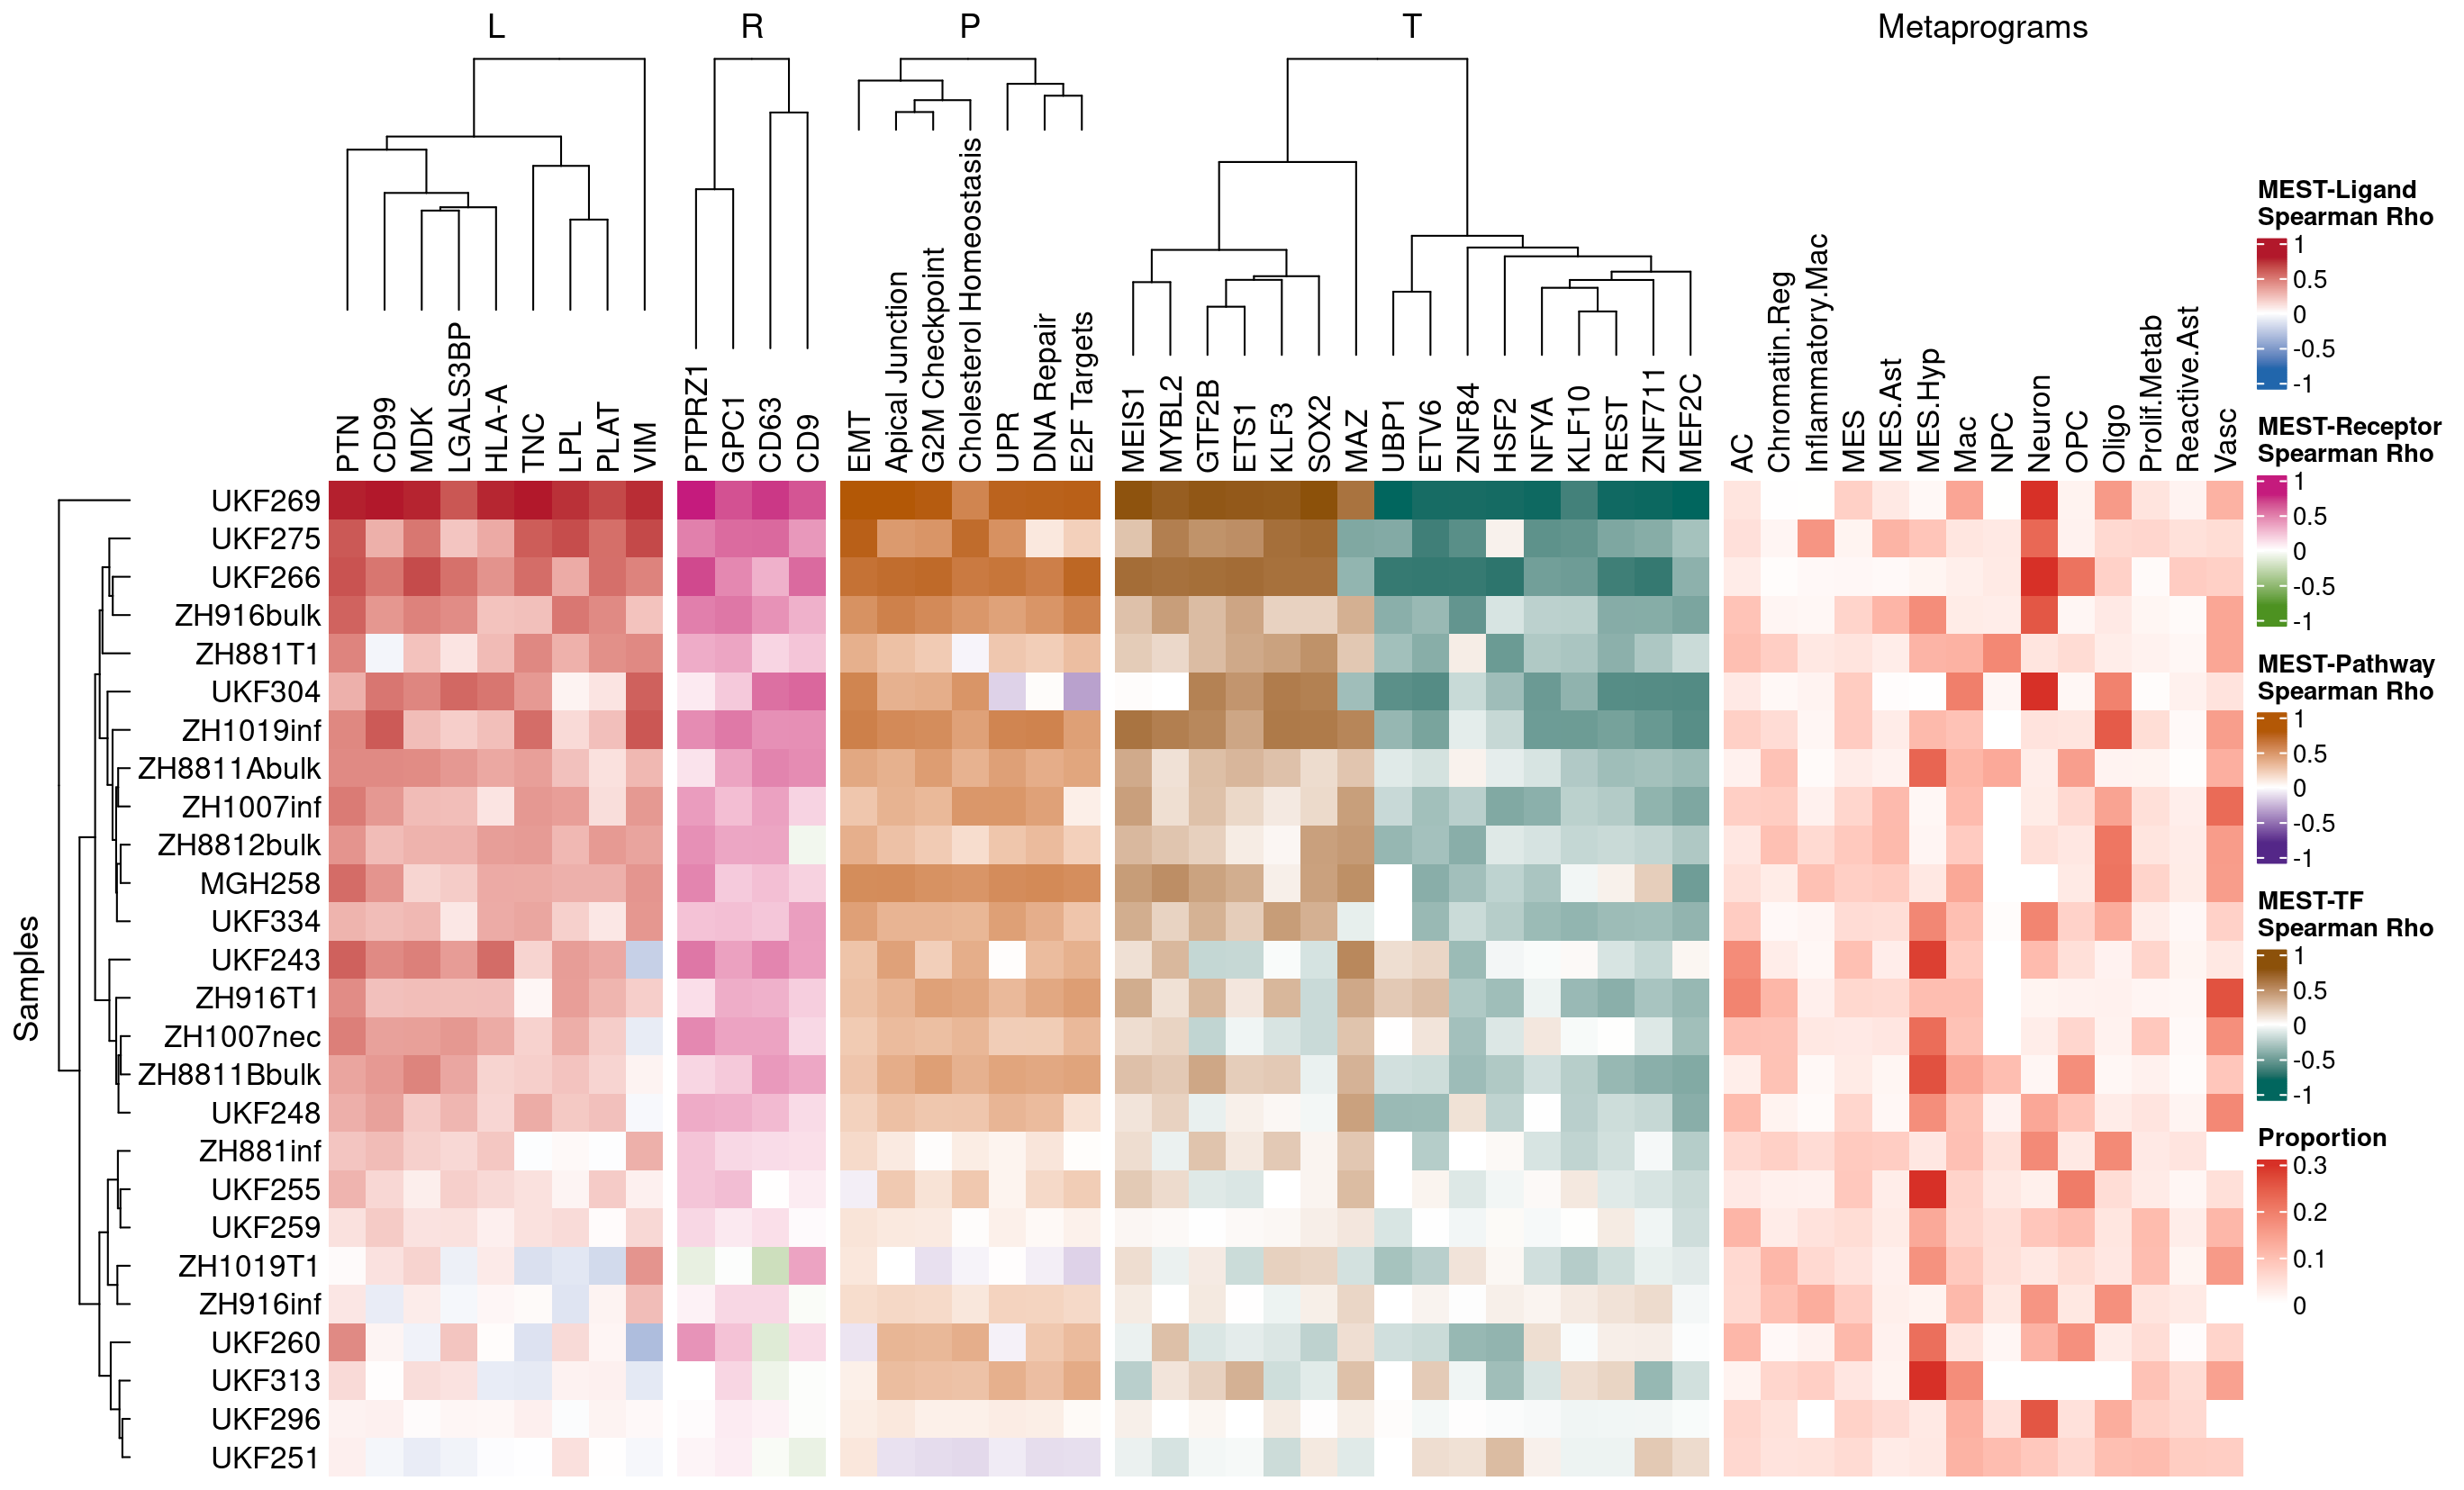 L
R
P
T
Metaprograms
PTN
CD99
MDK
LGALS3BP
HLA-A
TNC
LPL
PLAT
VIM
PTPRZ1
GPC1
CD63
CD9
EMT
Apical Junction
G2M Checkpoint
Cholesterol Homeostasis
UPR
DNA Repair
E2F Targets
MEIS1
MYBL2
GTF2B
ETS1
KLF3
SOX2
MAZ
UBP1
ETV6
ZNF84
HSF2
NFYA
KLF10
REST
ZNF711
MEF2C
AC
Chromatin.Reg
Inflammatory.Mac
MES
MES.Ast
MES.Hyp
Mac
NPC
Neuron
OPC
Oligo
Prolif.Metab
Reactive.Ast
Vasc
Samples
UKF269
UKF275
UKF266
ZH916bulk
ZH881T1
UKF304
ZH1019inf
ZH8811Abulk
ZH1007inf
ZH8812bulk
MGH258
UKF334
UKF243
ZH916T1
ZH1007nec
ZH8811Bbulk
UKF248
ZH881inf
UKF255
UKF259
ZH1019T1
ZH916inf
UKF260
UKF313
UKF296
UKF251
MEST-Ligand
Spearman Rho
1
0.5
0
-0.5
-1
MEST-Receptor
Spearman Rho
1
0.5
0
-0.5
-1
MEST-Pathway
Spearman Rho
1
0.5
0
-0.5
-1
MEST-TF
Spearman Rho
1
0.5
0
-0.5
-1
Proportion
0.3
0.2
0.1
0